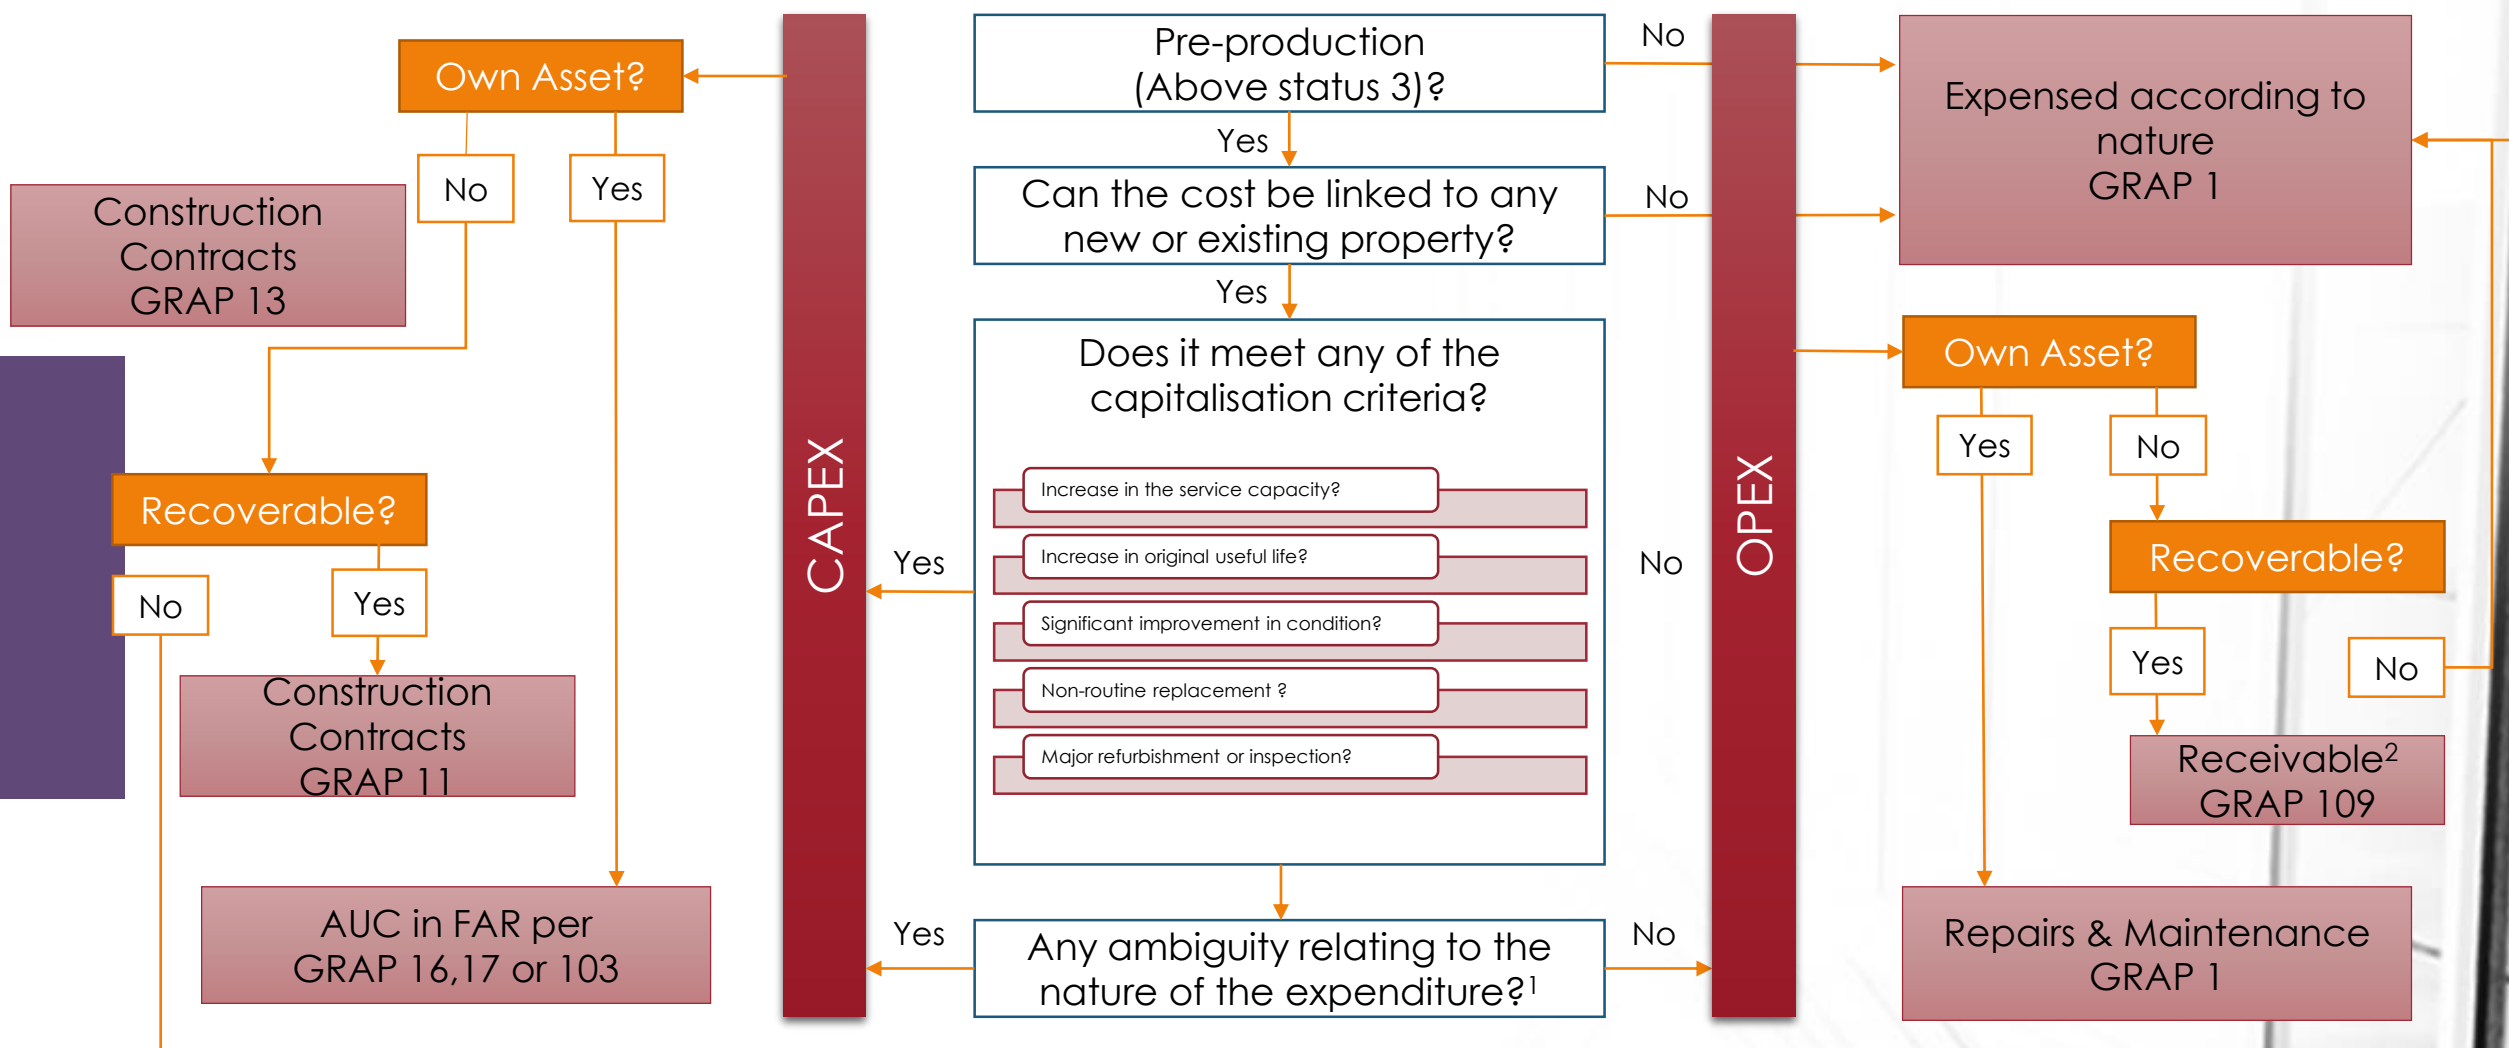 Own Asset?
No
Yes
Construction
Contracts
GRAP 13
Recoverable?
No
Yes
Construction
Contracts
GRAP 11
AUC in FAR per
GRAP 16,17 or 103
CAPEX
Pre-production
(Above status 3)?
No
Yes
Can the cost be linked to any
new or existing property?
No
Yes
Does it meet any of the
capitalisation criteria?
Increase in the service capacity?
Increase in original useful life?
Significant improvement in condition?
Non-routine replacement ?
Major refurbishment or inspection?
Yes
No
Any ambiguity relating to the
nature of the expenditure?¹
Yes
No
OPEX
Expensed according to
nature
GRAP 1
Own Asset?
Yes
No
Recoverable?
Yes
No
Receivable²
GRAP 109
Repairs & Maintenance
GRAP 1